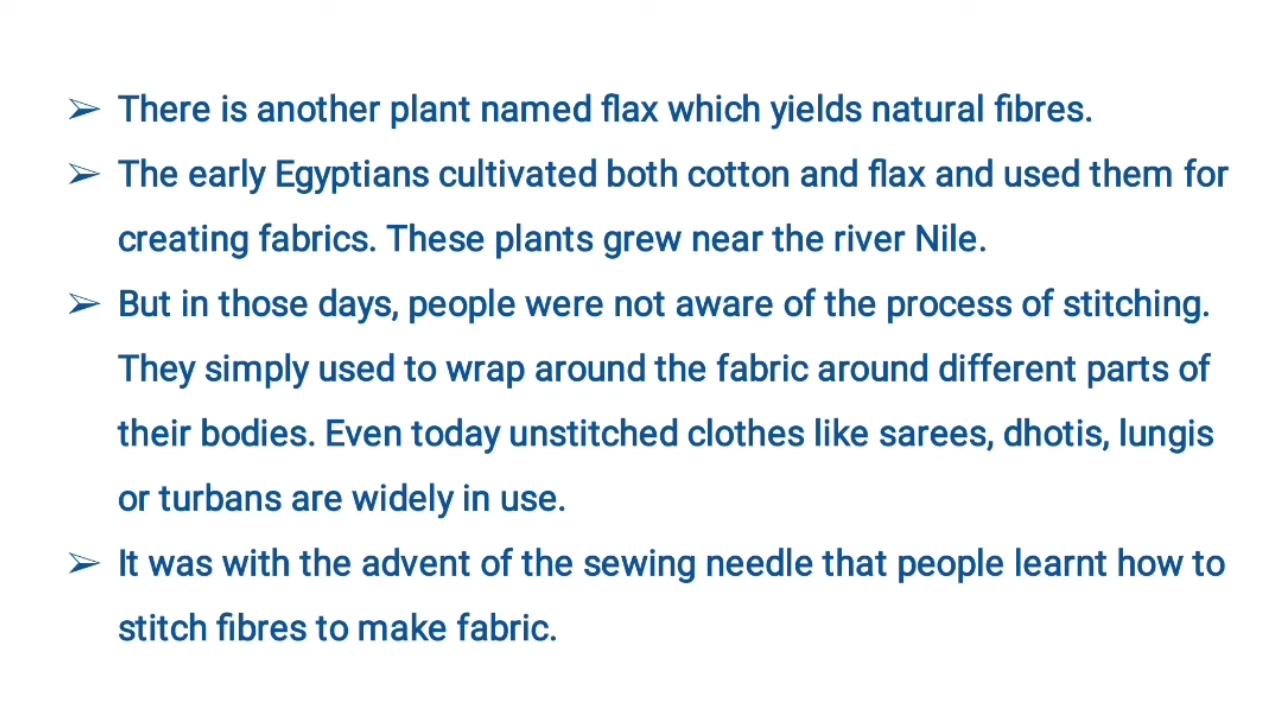 ➢ There is another plant named flax which yields natural fibres.
➢ The early Egyptians cultivated both cotton and flax and used them for
creating fabrics. These plants grew near the river Nile.
➢ But in those days, people were not aware of the process of stitching.
They simply used to wrap around the fabric around different parts of
their bodies. Even today unstitched clothes like sarees, dhotis, lungis
or turbans are widely in use.
➢ It was with the advent of the sewing needle that people learnt how to
stitch fibres to make fabric.